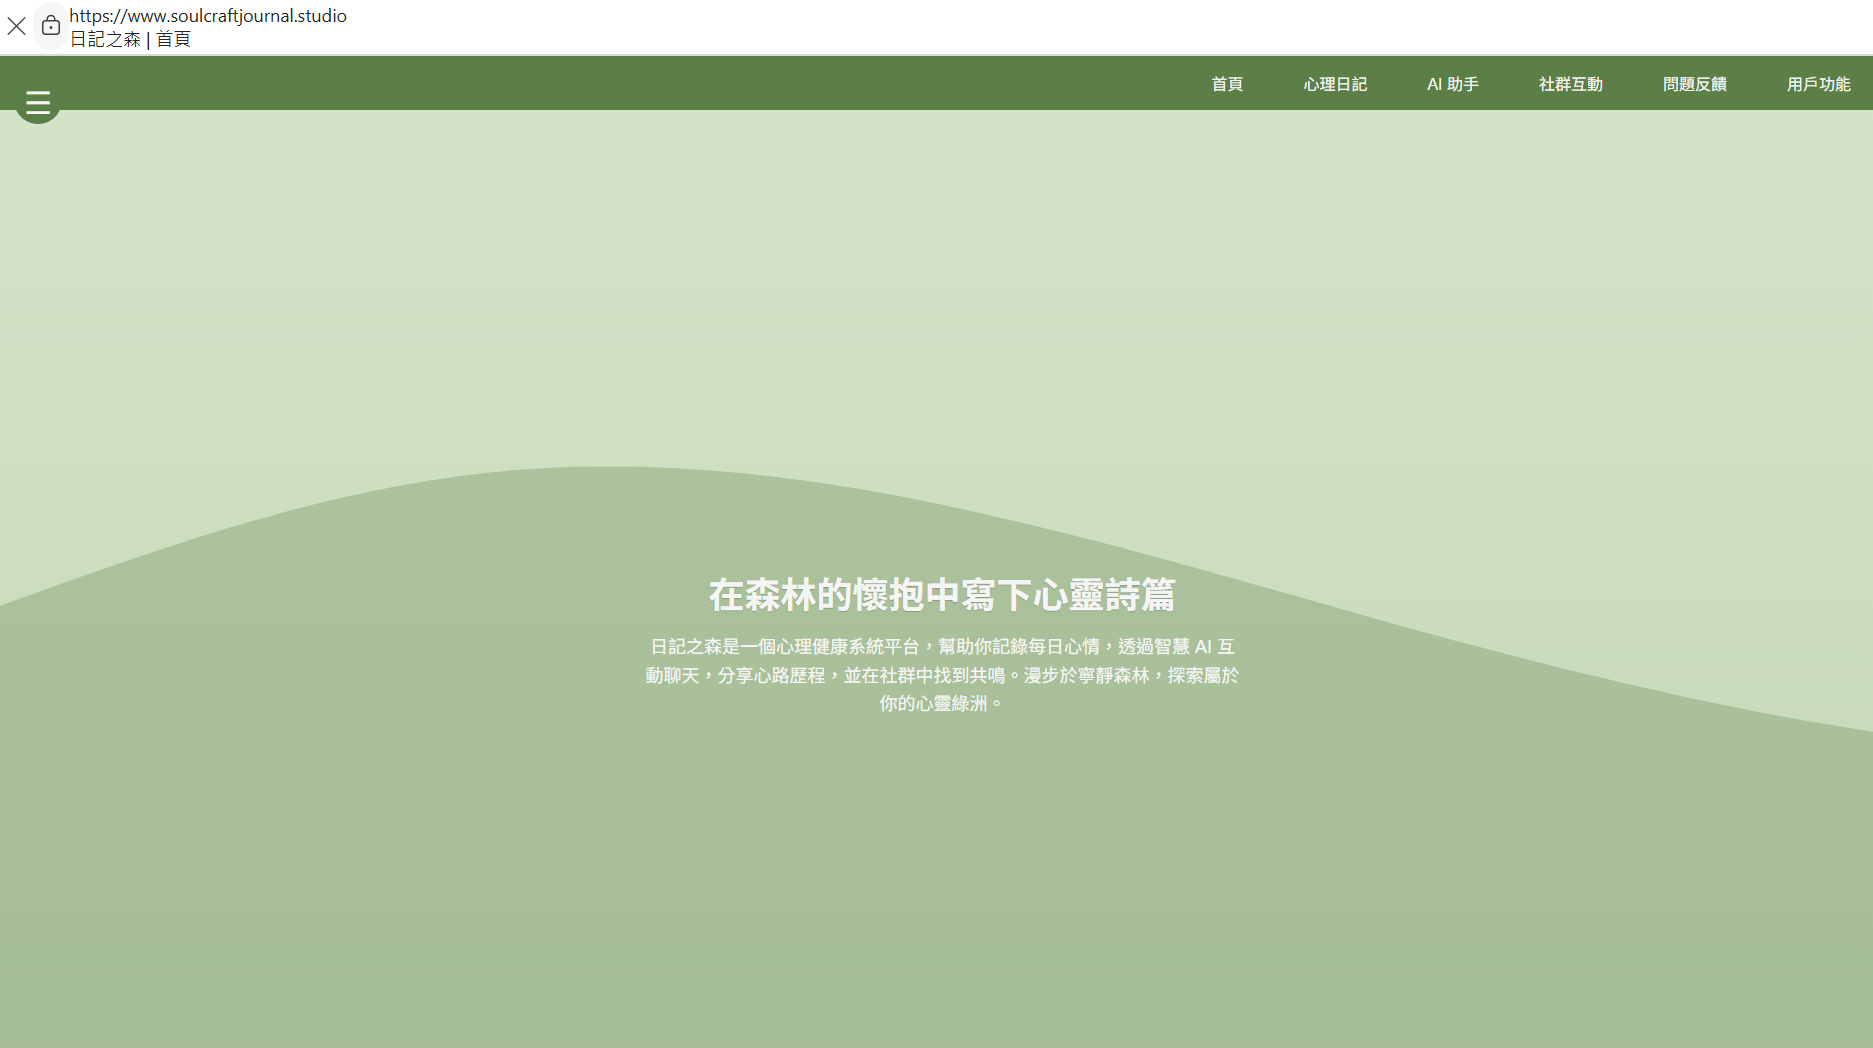 https://www.soulcraftjournal.studio
日記之森 | 首頁
首頁 心理日記 AI 助手 社群互動 問題反饋 用戶功能
在森林的懷抱中寫下心靈詩篇
日記之森是一個心理健康系統平台，幫助你記錄每日心情，透過智慧 AI 互
動聊天，分享心路歷程，並在社群中找到共鳴。漫步於寧靜森林，探索屬於
你的心靈綠洲。